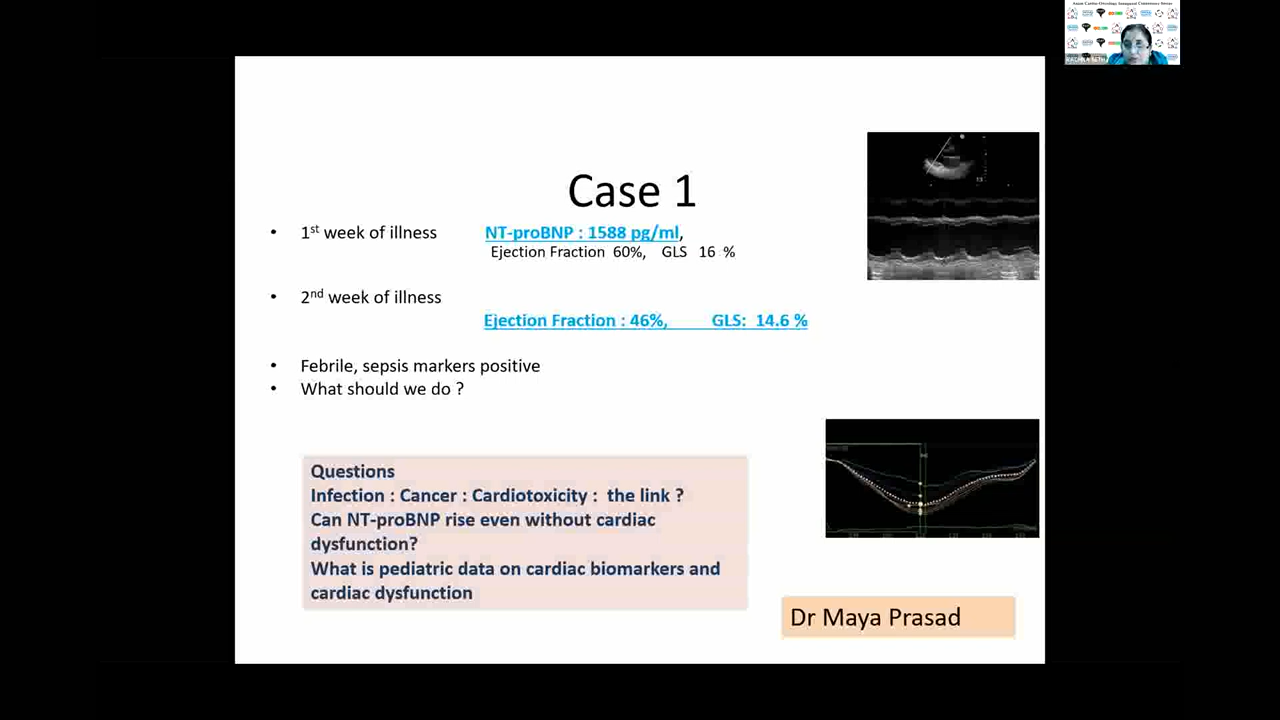 Case 1
• 1st week of illness NT-proBNP : 1588 pg/ml,
Ejection Fraction 60%, GLS 16 %
• 2nd week of illness
Ejection Fraction : 46%, GLS: 14.6 %
• Febrile, sepsis markers positive
• What should we do ?
Questions
Infection : Cancer : Cardiotoxicity : the link ?
Can NT-proBNP rise even without cardiac
dysfunction?
What is pediatric data on cardiac biomarkers and
cardiac dysfunction
Dr Maya Prasad